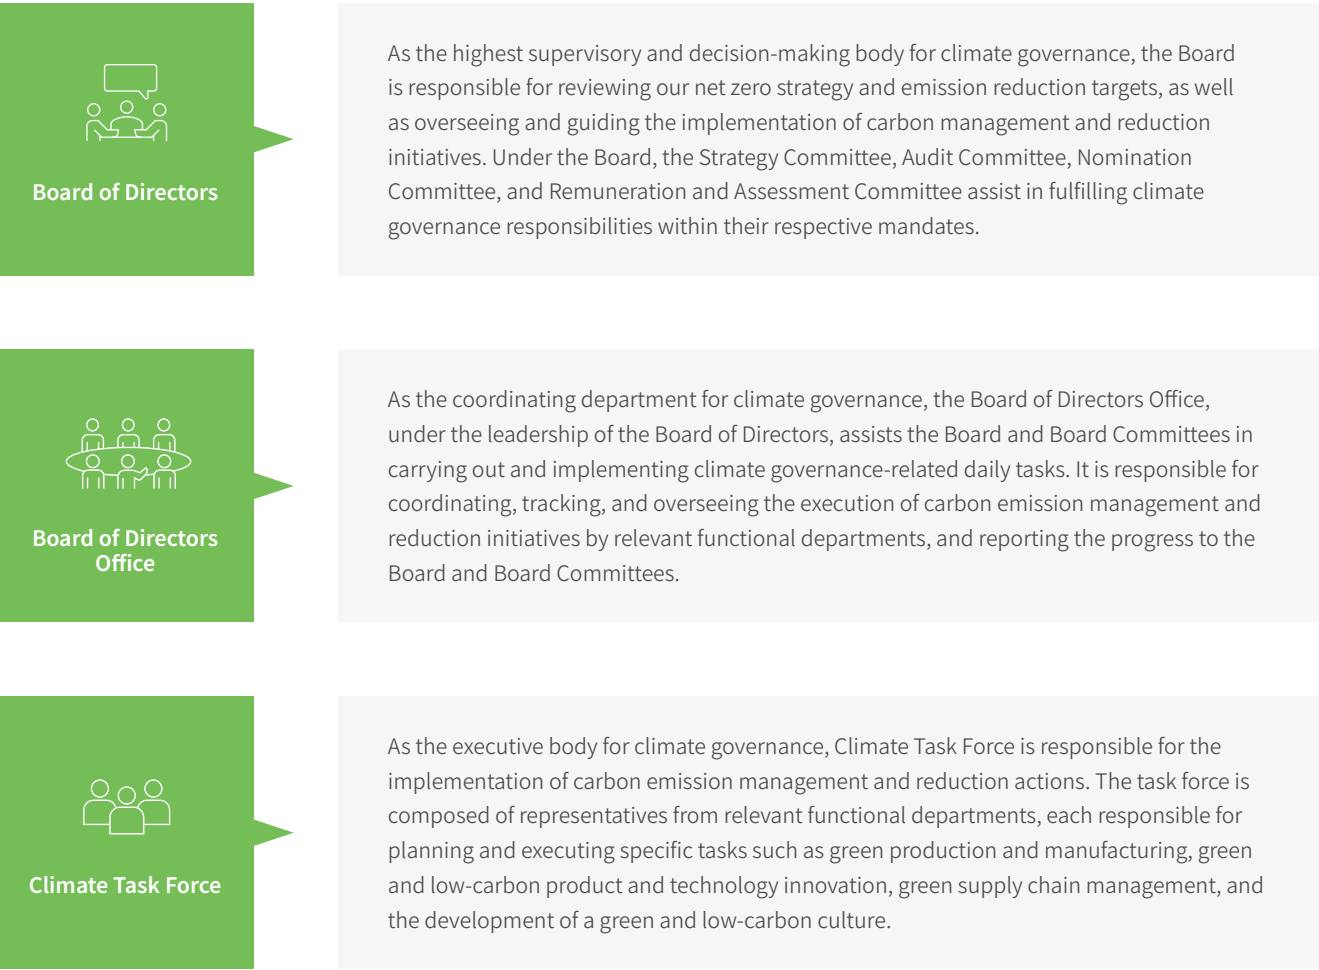 Board of Directors
As the highest supervisory and decision-making body for climate governance, the Board
is responsible for reviewing our net zero strategy and emission reduction targets, as well
as overseeing and guiding the implementation of carbon management and reduction
initiatives. Under the Board, the Strategy Committee, Audit Committee, Nomination
Committee, and Remuneration and Assessment Committee assist in fulfilling climate
governance responsibilities within their respective mandates.
Board of Directors
Office
As the coordinating department for climate governance, the Board of Directors Office,
under the leadership of the Board of Directors, assists the Board and Board Committees in
carrying out and implementing climate governance-related daily tasks. It is responsible for
coordinating, tracking, and overseeing the execution of carbon emission management and
reduction initiatives by relevant functional departments, and reporting the progress to the
Board and Board Committees.
Climate Task Force
As the executive body for climate governance, Climate Task Force is responsible for the
implementation of carbon emission management and reduction actions. The task force is
composed of representatives from relevant functional departments, each responsible for
planning and executing specific tasks such as green production and manufacturing, green
and low-carbon product and technology innovation, green supply chain management, and
the development of a green and low-carbon culture.